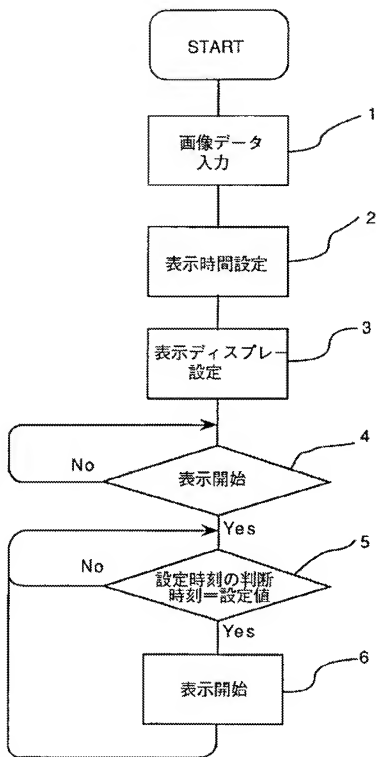 START
1
画像データ
入力
2
表示時間設定
3
表示ディスプレー
設定
4
No
表示開始
Yes
5
No
設定時刻の判断
時刻=設定値
Yes
6
表示開始